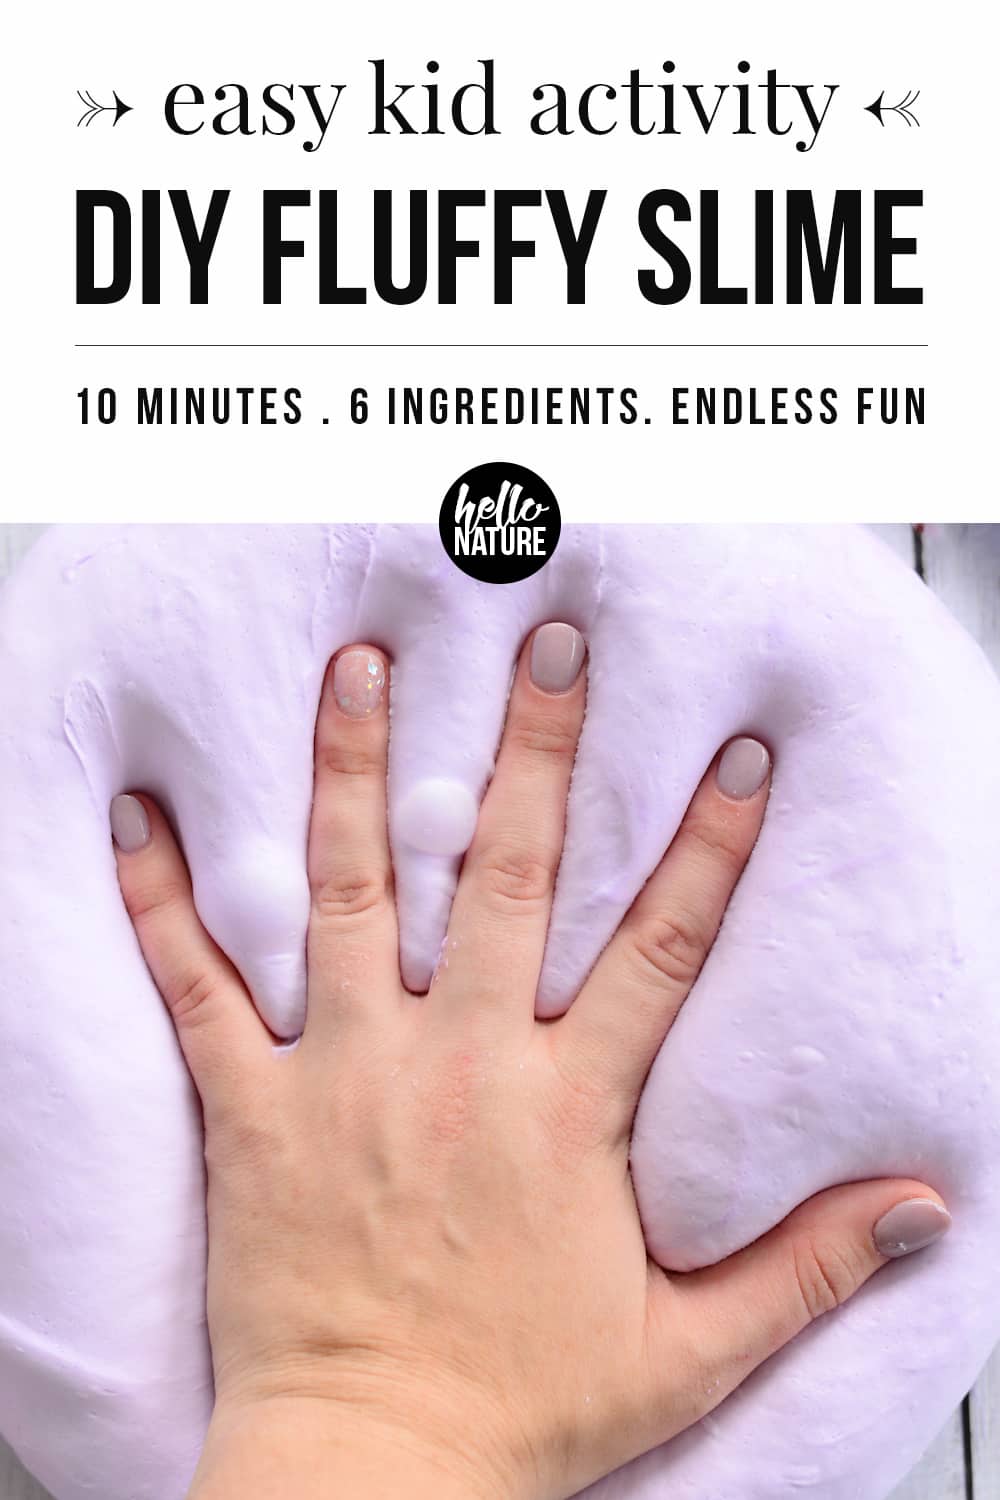 easy kid activity
DIY FLUFFY SLIME
10 MINUTES . 6 INGREDIENTS. ENDLESS FUN
hello
NATURE